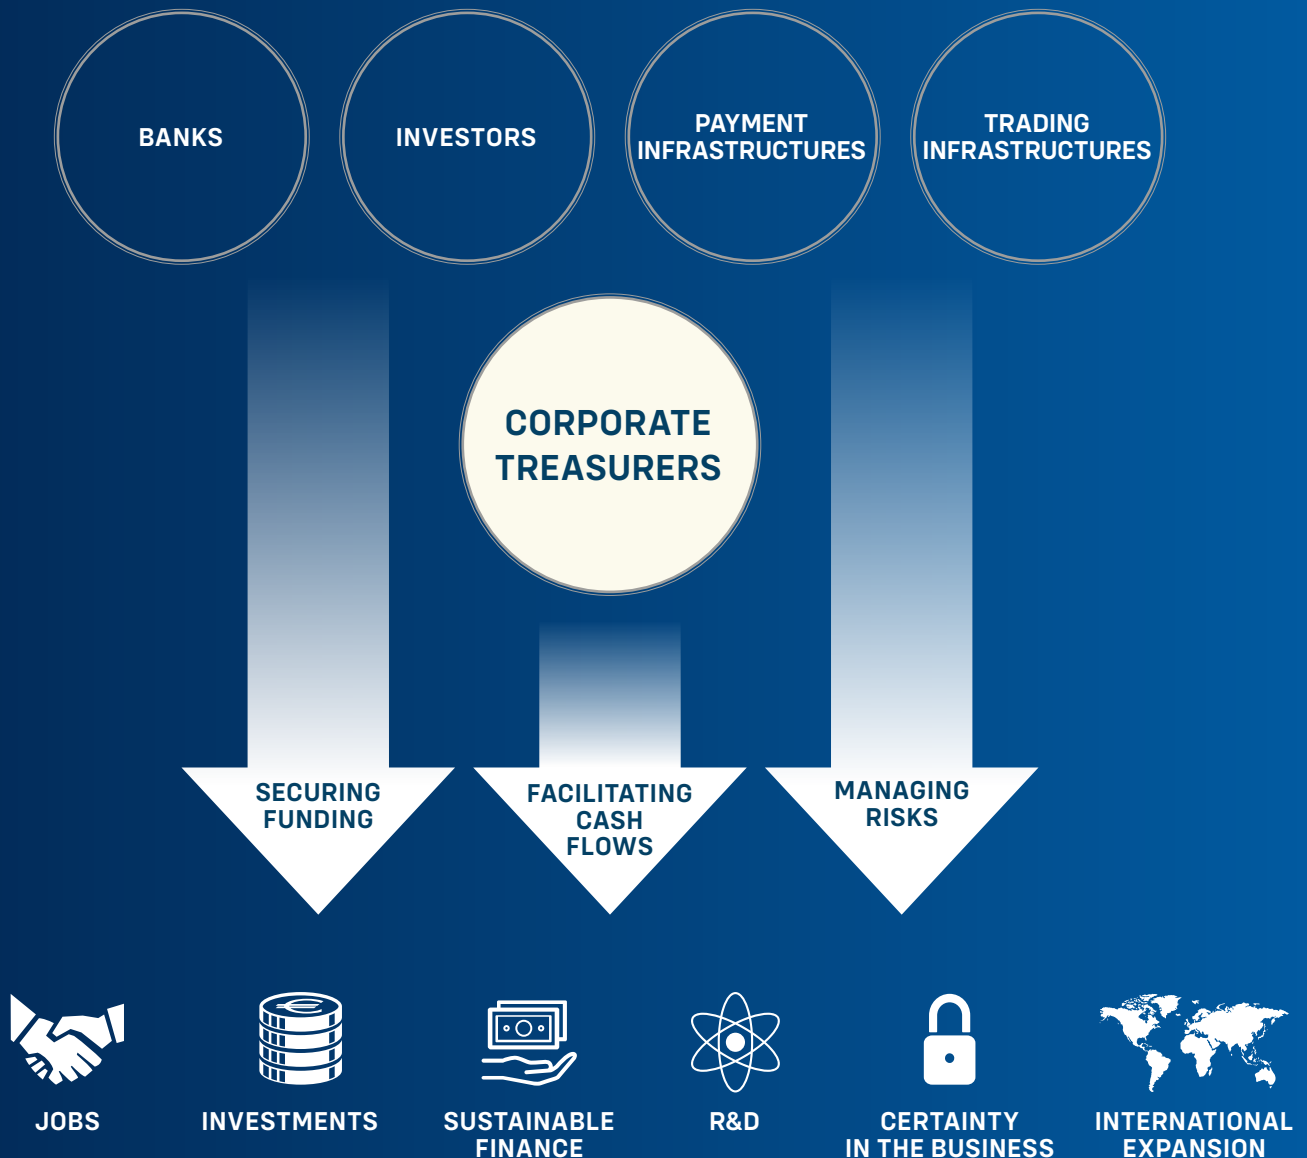 BANKS
INVESTORS
PAYMENT
INFRASTRUCTURES
TRADING
INFRASTRUCTURES
CORPORATE
TREASURERS
SECURING
FUNDING
FACILITATING
CASH
FLOWS
MANAGING
RISKS
JOBS
INVESTMENTS
SUSTAINABLE
FINANCE
R&D
CERTAINTY
IN THE BUSINESS
INTERNATIONAL
EXPANSION